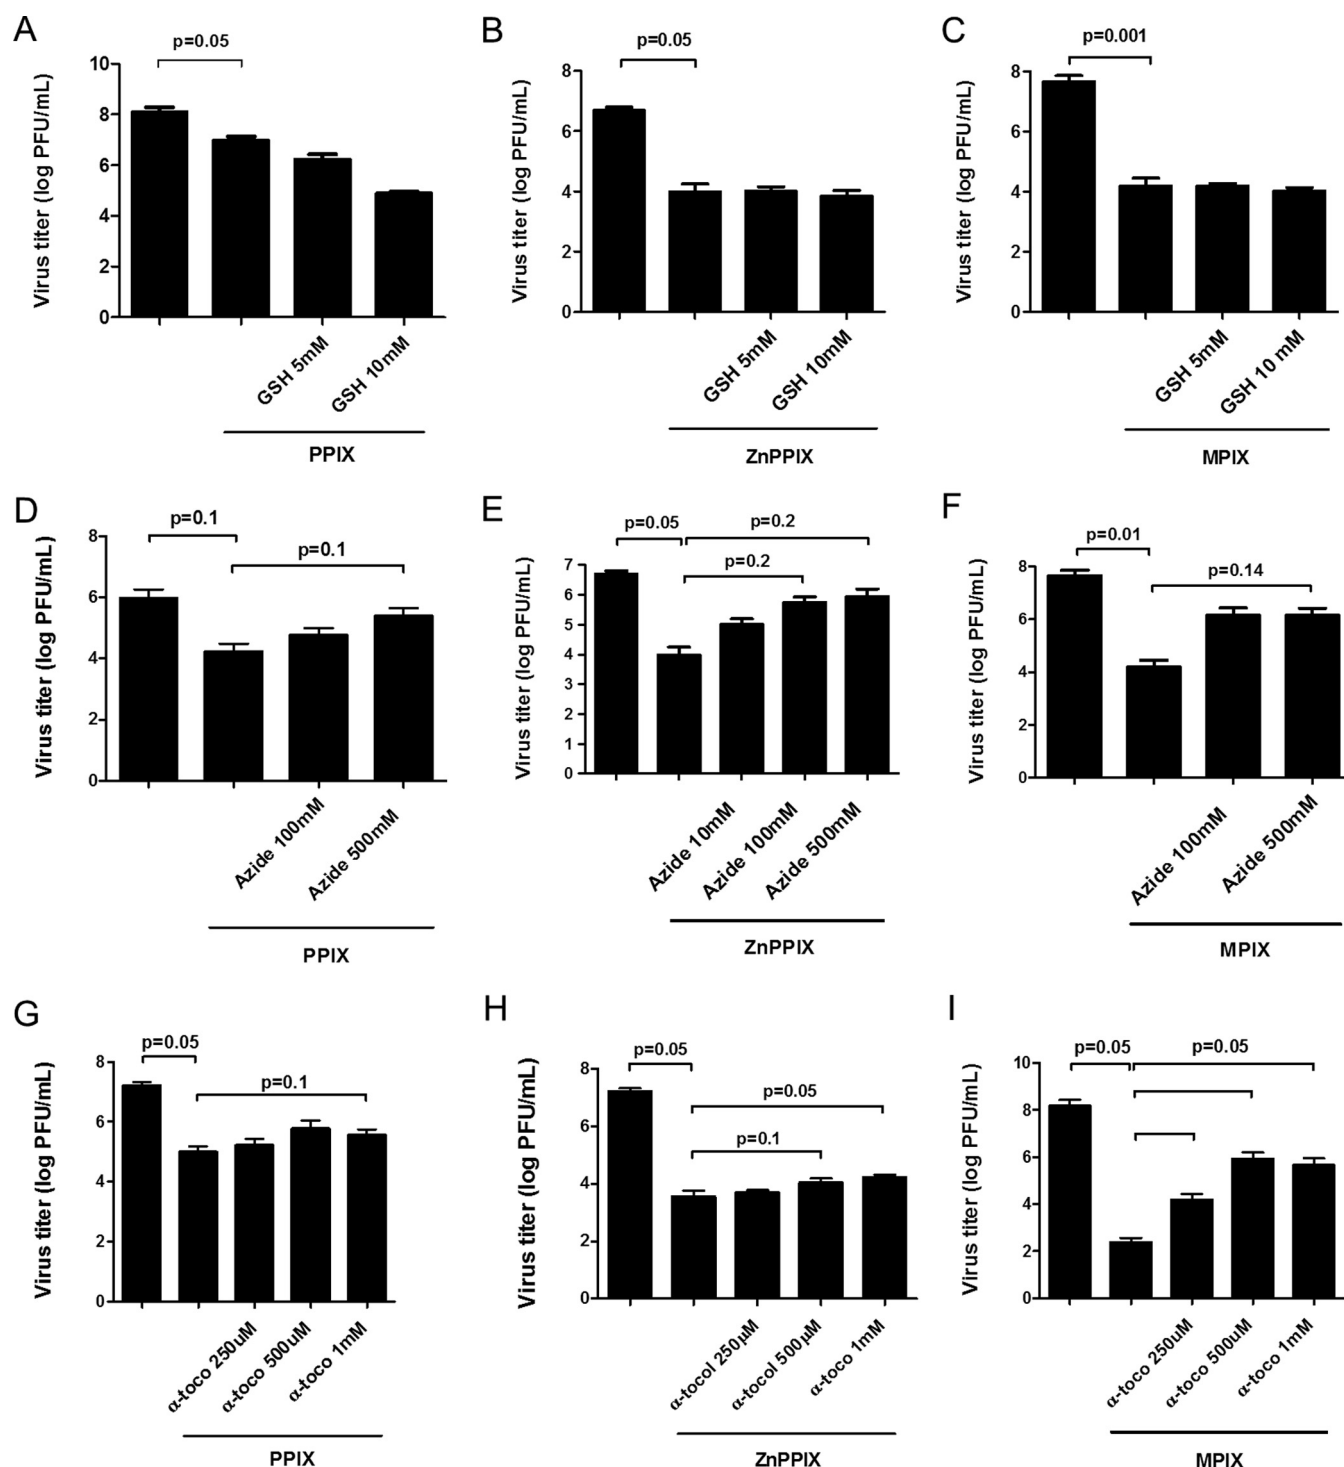 A
p=0.05
Virus titer (log PFU/mL)
10
8
6
4
2
0
GSH 5mM
GSH 10mM
PPIX
B
p=0.05
Virus titer (log PFU/mL)
8
6
4
2
0
GSH 5mM
GSH 10mM
ZnPPIX
C
p=0.001
Virus titer (log PFU/mL)
8
6
4
2
0
GSH 5mM
GSH 10 mM
MPIX
D
p=0.1
p=0.1
Virus titer (log PFU/mL)
8
6
4
2
0
Azide 100mM
Azide 500mM
PPIX
E
p=0.2
p=0.05
p=0.2
Virus titer (log PFU/mL)
7
6
5
4
3
2
1
0
Azide 10mM
Azide 100mM
Azide 500mM
ZnPPIX
F
p=0.01
p=0.14
Virus titer (log PFU/mL)
8
6
4
2
0
Azide 100mM
Azide 500mM
MPIX
G
p=0.05
p=0.1
Virus titer (log PFU/mL)
8
6
4
2
0
α-toco 250uM
α-toco 500uM
α-toco 1mM
PPIX
H
p=0.05
p=0.05
p=0.1
Virus titer (log PFU/mL)
8
6
4
2
0
α-tocol 250µM
α-tocol 500µM
α-toco 1mM
ZnPPIX
I
p=0.05
p=0.05
Virus titer (log PFU/mL)
10
8
6
4
2
0
α-toco 250uM
α-toco 500uM
α-toco 1mM
MPIX